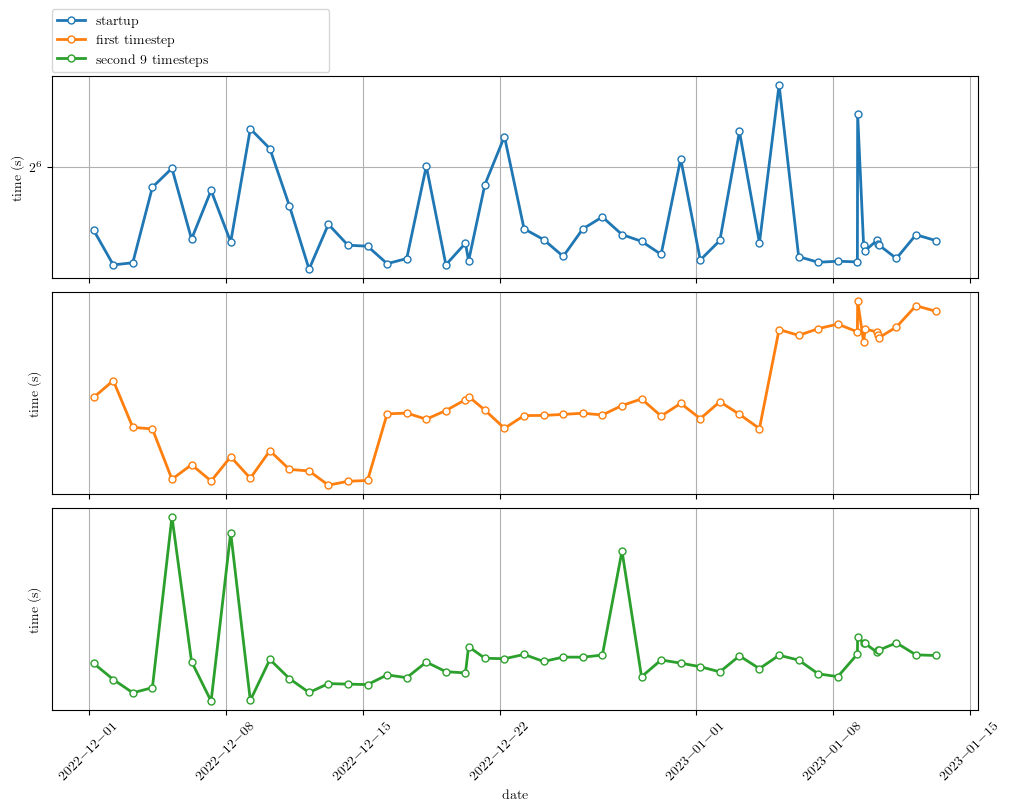 startup
first timestep
second 9 timesteps
time (s)
2⁶
time (s)
time (s)
2022−12−01
2022−12−08
2022−12−15
2022−12−22
2023−01−01
2023−01−08
2023−01−15
date